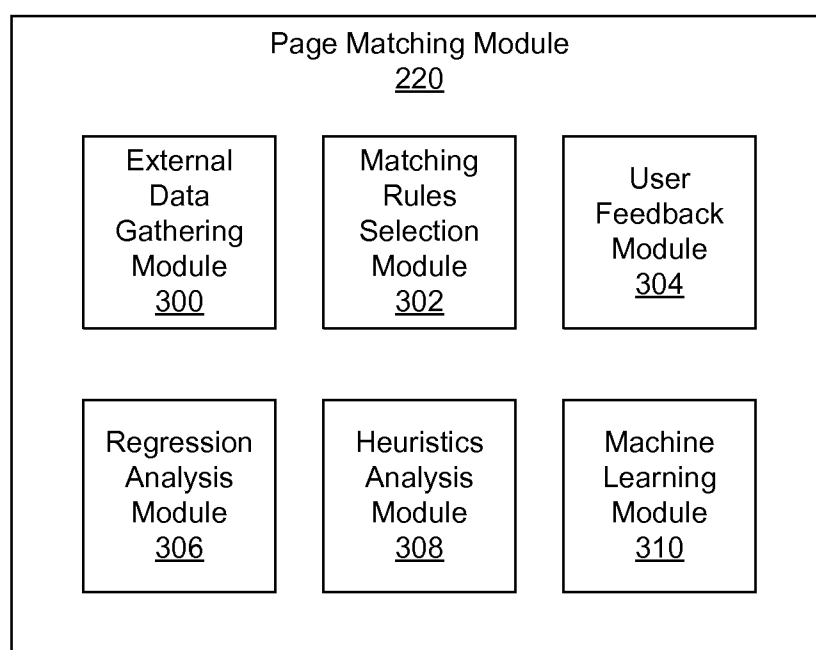 Page Matching Module
220
External
Data
Gathering
Module
300
Matching
Rules
Selection
Module
302
User
Feedback
Module
304
Regression
Analysis
Module
306
Heuristics
Analysis
Module
308
Machine
Learning
Module
310